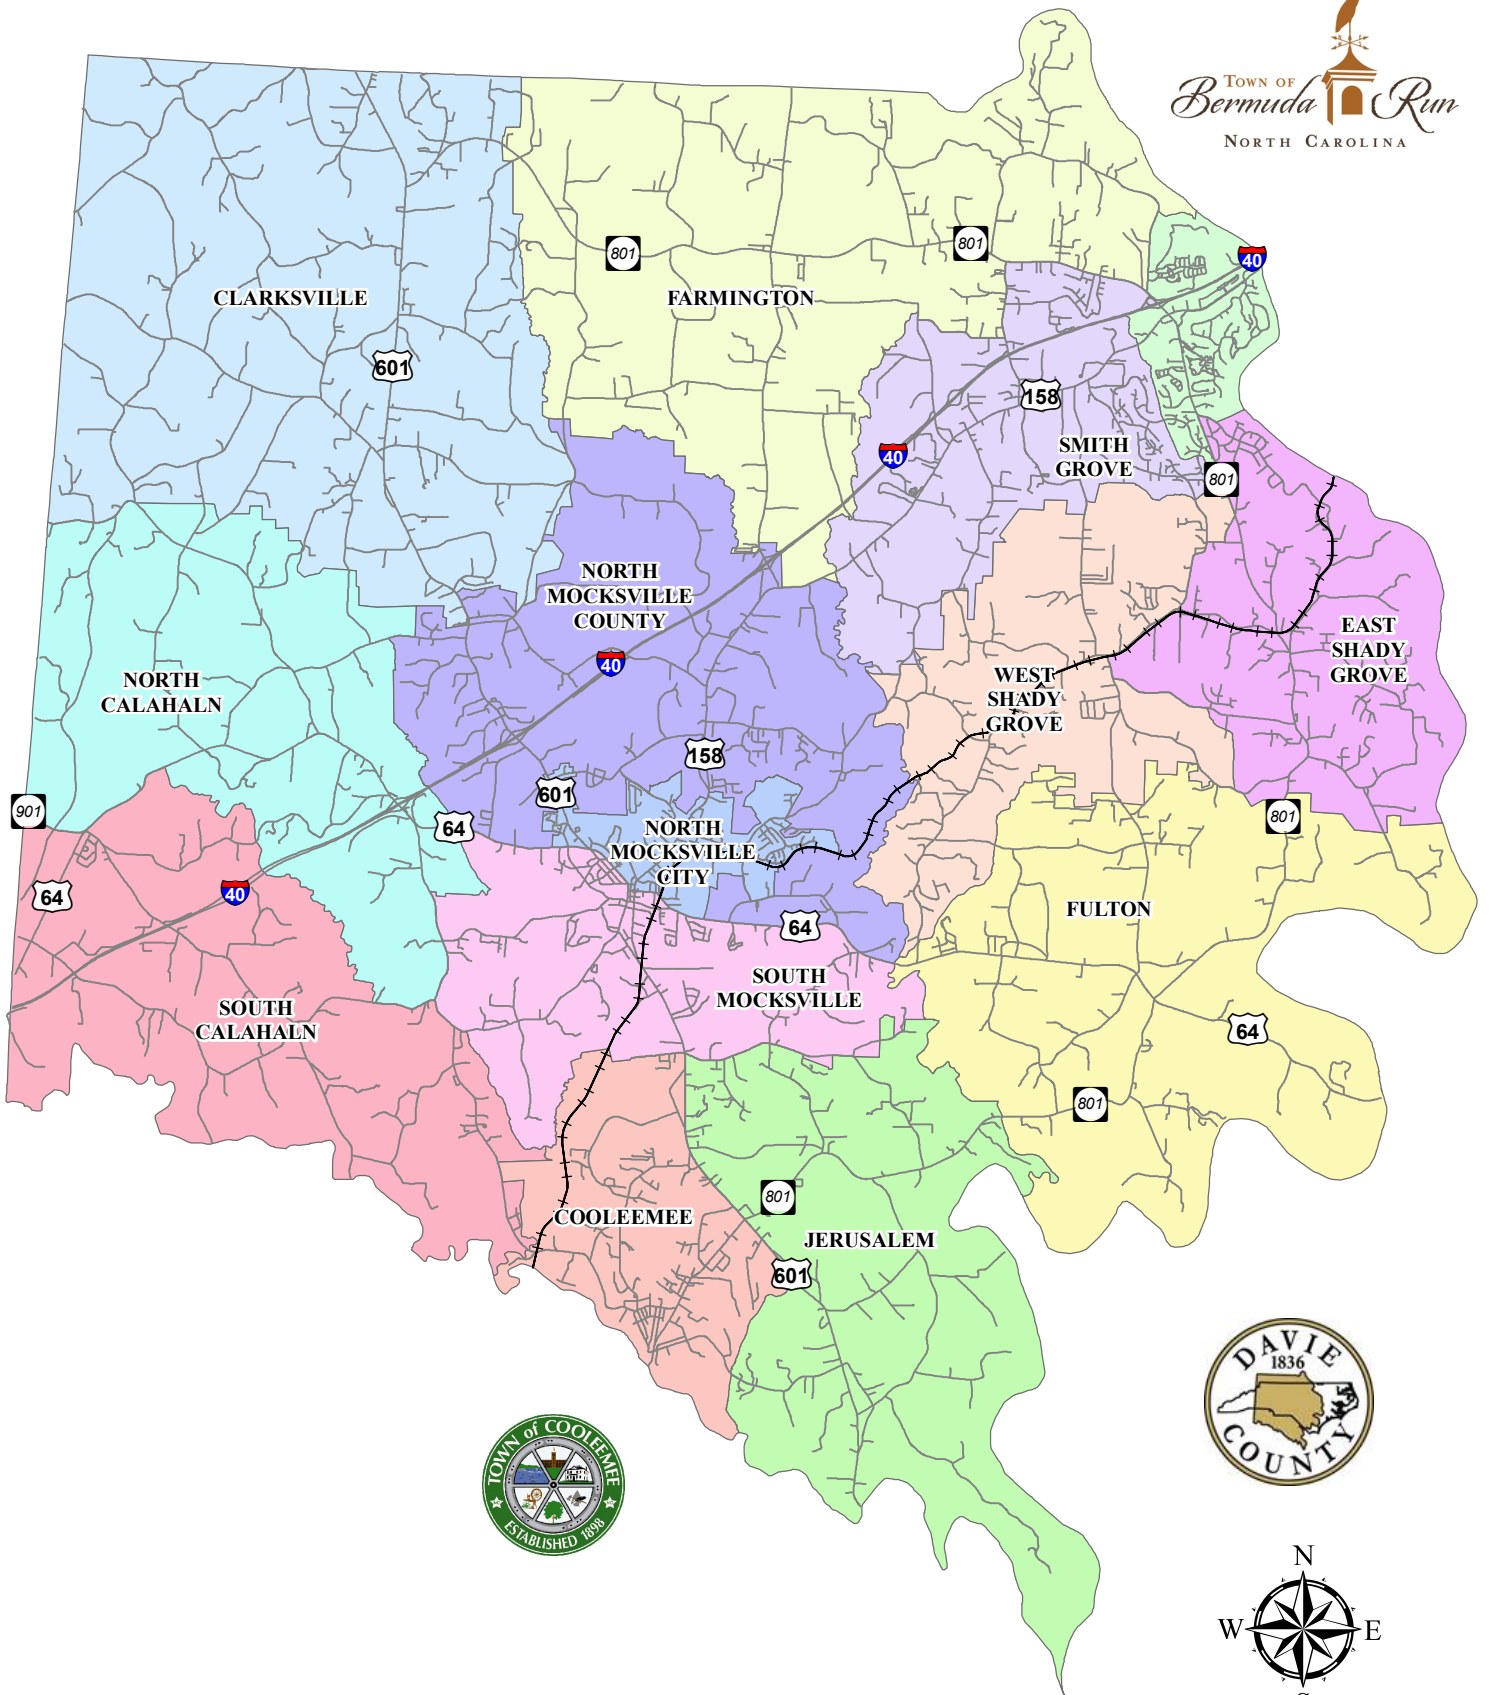 TOWN OF
Bermuda Run
NORTH CAROLINA
801
801
40
CLARKSVILLE
FARMINGTON
601
158
SMITH
GROVE
40
801
NORTH
MOCKSVILLE
COUNTY
EAST
SHADY
GROVE
40
NORTH
CALAHALN
WEST
SHADY
GROVE
158
601
901
64
801
NORTH
MOCKSVILLE
CITY
64
40
FULTON
64
SOUTH
MOCKSVILLE
SOUTH
CALAHALN
64
801
801
COOLEEMEE
JERUSALEM
601
DAVIE
1836
COUNTY
TOWN of COOLEEMEE
ESTABLISHED 1898
N
W E